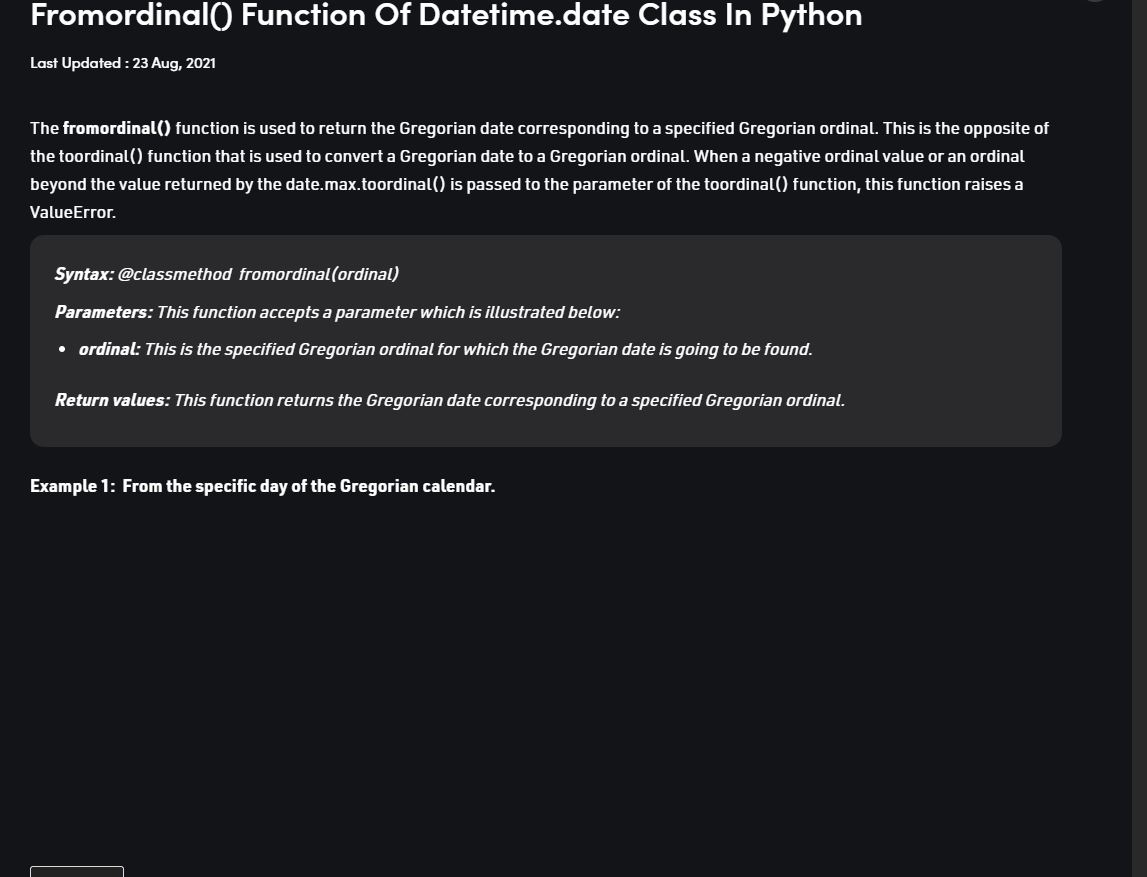 Fromordinal() Function Of Datetime.date Class In Python
Last Updated : 23 Aug, 2021
The fromordinal() function is used to return the Gregorian date corresponding to a specified Gregorian ordinal. This is the opposite of
the toordinal() function that is used to convert a Gregorian date to a Gregorian ordinal. When a negative ordinal value or an ordinal
beyond the value returned by the date.max.toordinal() is passed to the parameter of the toordinal() function, this function raises a
ValueError.
Syntax: @classmethod fromordinal(ordinal)
Parameters: This function accepts a parameter which is illustrated below:
• ordinal: This is the specified Gregorian ordinal for which the Gregorian date is going to be found.
Return values: This function returns the Gregorian date corresponding to a specified Gregorian ordinal.
Example 1: From the specific day of the Gregorian calendar.